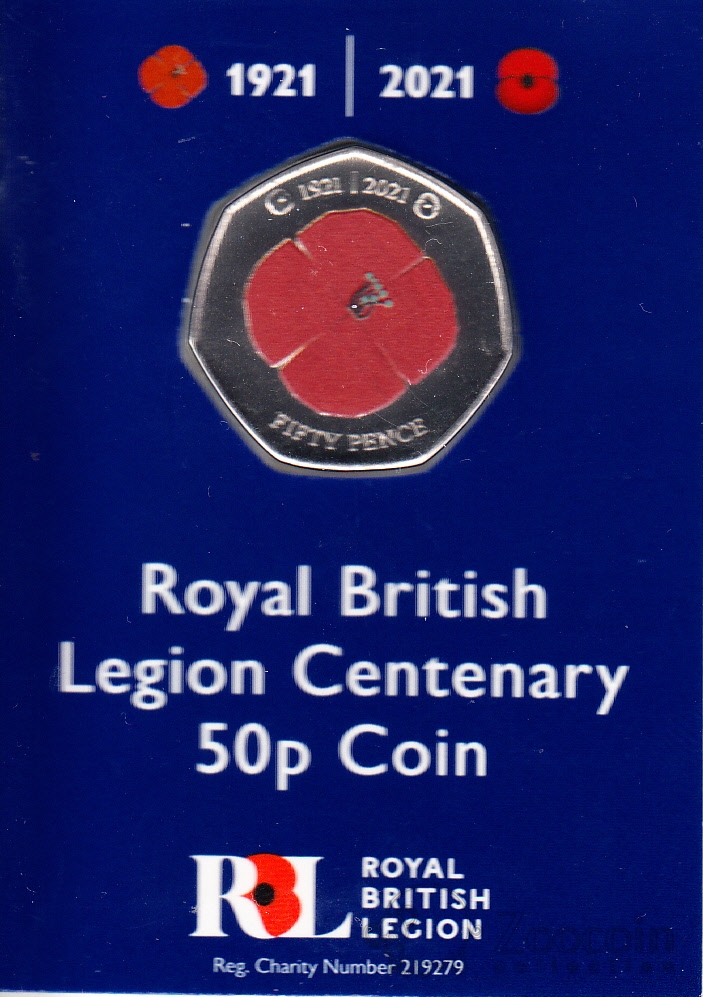 1921 | 2021
1921 | 2021
FIFTY PENCE
Royal British
Legion Centenary
50p Coin
RBL
ROYAL
BRITISH
LEGION
Reg. Charity Number 219279